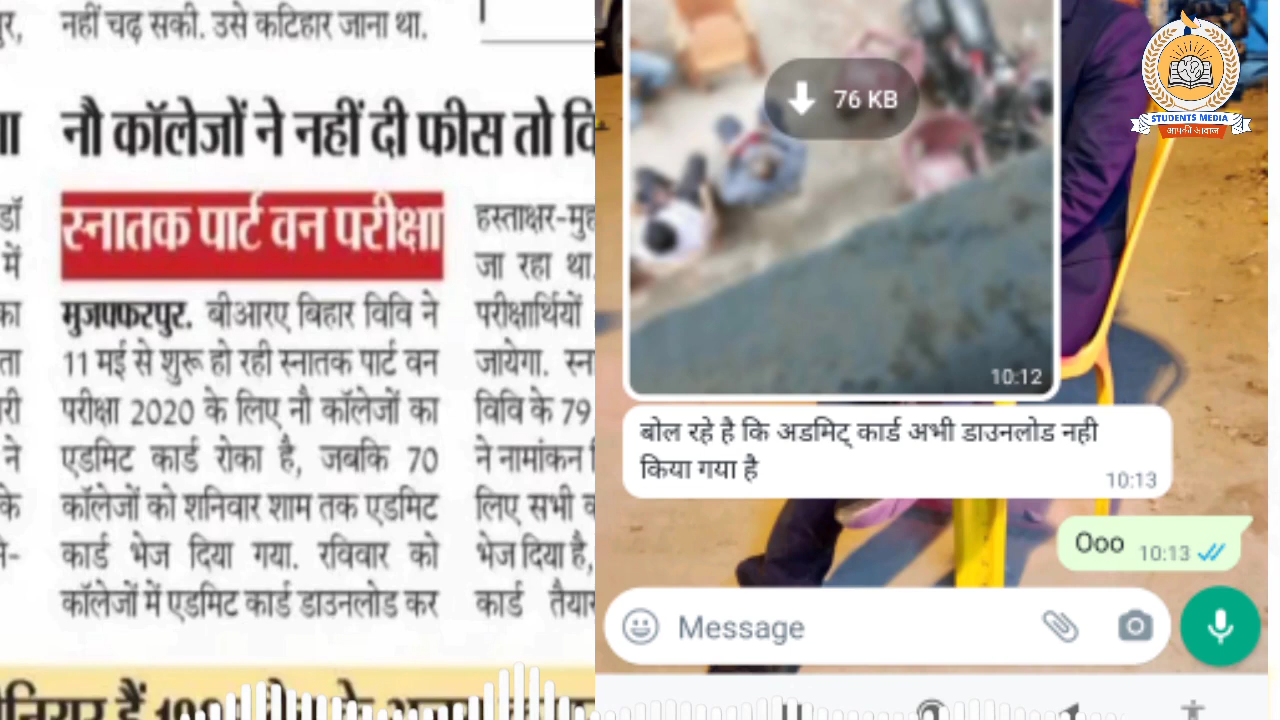 नहीं चढ़ सकी. उसे कटिहार जाना था.
नौ कॉलेजों ने नहीं दी फीस तो
स्नातक पार्ट वन परीक्षा
मुजफ्फरपुर. बीआरए बिहार विवि ने
11 मई से शुरू हो रही स्नातक पार्ट वन
परीक्षा 2020 के लिए नौ कॉलेजों का
एडमिट कार्ड रोका है, जबकि 70
कॉलेजों को शनिवार शाम तक एडमिट
कार्ड भेज दिया गया. रविवार को
कॉलेजों में एडमिट कार्ड डाउनलोड कर
हस्ताक्षर-मु
जा रहा था.
परीक्षार्थियों
जायेगा. स्न
विवि के 79
ने नामांकन
लिए सभी
भेज दिया है,
कार्ड तैया
डॉ
में
का
ता
री
ने
के
76 KB
10:12
बोल रहे है कि अडमिट् कार्ड अभी डाउनलोड नही
किया गया है
10:13
Ooo 10:13
Message
STUDENTS MEDIA
आपकी आवाज